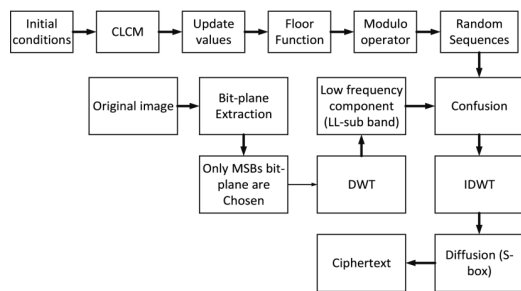 Initial
conditions
CLCM
Update
values
Floor
Function
Modulo
operator
Random
Sequences
Original image
Bit-plane
Extraction
Low frequency
component
(LL-sub band)
Confusion
Only MSBs bit-
plane are
Chosen
DWT
IDWT
Ciphertext
Diffusion (S-
box)